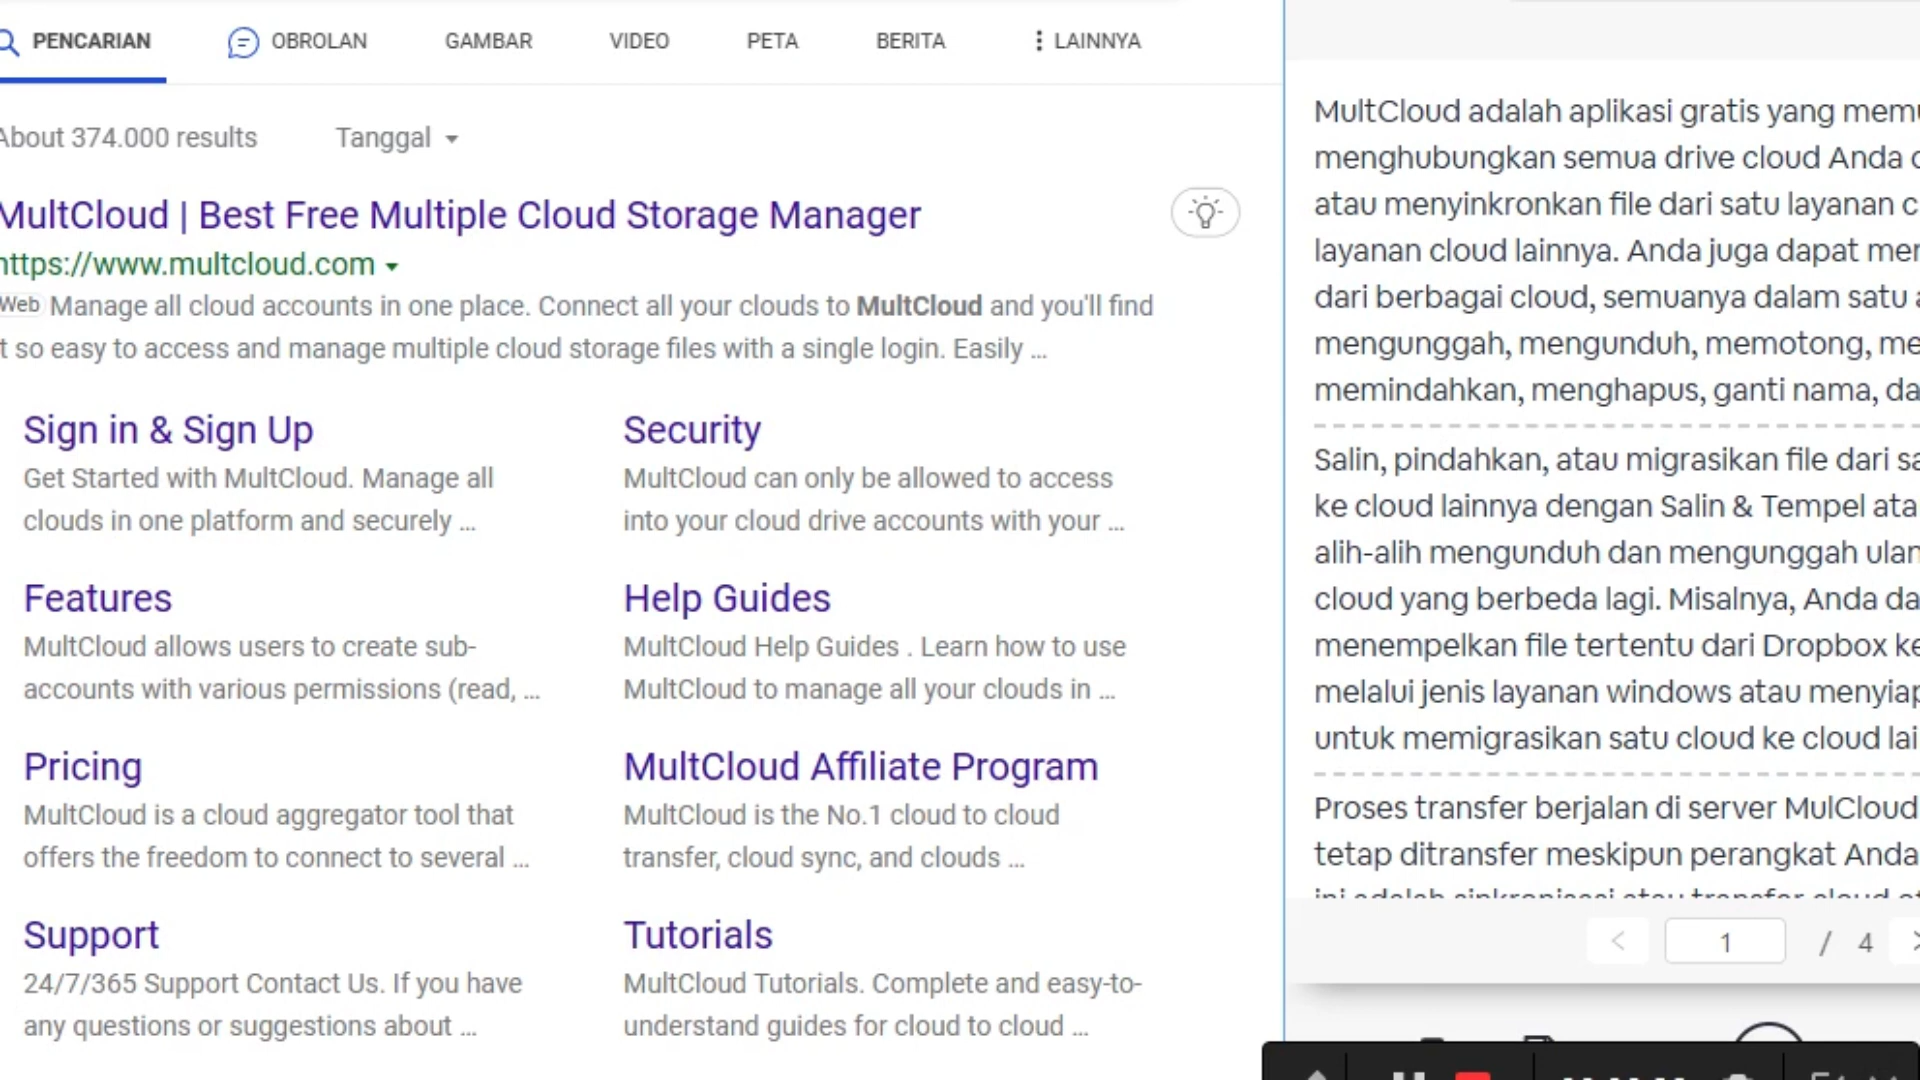 PENCARIAN OBROLAN GAMBAR VIDEO PETA BERITA LAINNYA
About 374.000 results Tanggal
MultCloud | Best Free Multiple Cloud Storage Manager
https://www.multcloud.com
Web Manage all cloud accounts in one place. Connect all your clouds to MultCloud and you'll find
t so easy to access and manage multiple cloud storage files with a single login. Easily ...
Sign in & Sign Up
Get Started with MultCloud. Manage all
clouds in one platform and securely ...
Security
MultCloud can only be allowed to access
into your cloud drive accounts with your ...
Features
MultCloud allows users to create sub-
accounts with various permissions (read, ...
Help Guides
MultCloud Help Guides . Learn how to use
MultCloud to manage all your clouds in ...
Pricing
MultCloud is a cloud aggregator tool that
offers the freedom to connect to several ...
MultCloud Affiliate Program
MultCloud is the No.1 cloud to cloud
transfer, cloud sync, and clouds ...
Support
24/7/365 Support Contact Us. If you have
any questions or suggestions about ...
Tutorials
MultCloud Tutorials. Complete and easy-to-
understand guides for cloud to cloud ...
MultCloud adalah aplikasi gratis yang
menghubungkan semua drive cloud Anda
atau menyinkronkan file dari satu layanan
layanan cloud lainnya. Anda juga dapat
dari berbagai cloud, semuanya dalam satu
mengunggah, mengunduh, memotong,
memindahkan, menghapus, ganti nama,
Salin, pindahkan, atau migrasikan file dari
ke cloud lainnya dengan Salin & Tempel
alih-alih mengunduh dan mengunggah
cloud yang berbeda lagi. Misalnya, Anda
menempelkan file tertentu dari Dropbox
melalui jenis layanan windows atau
untuk memigrasikan satu cloud ke cloud
Proses transfer berjalan di server MulCloud
tetap ditransfer meskipun perangkat Anda
ini adalah sinkronisasi atau transfer cloud
1 / 4